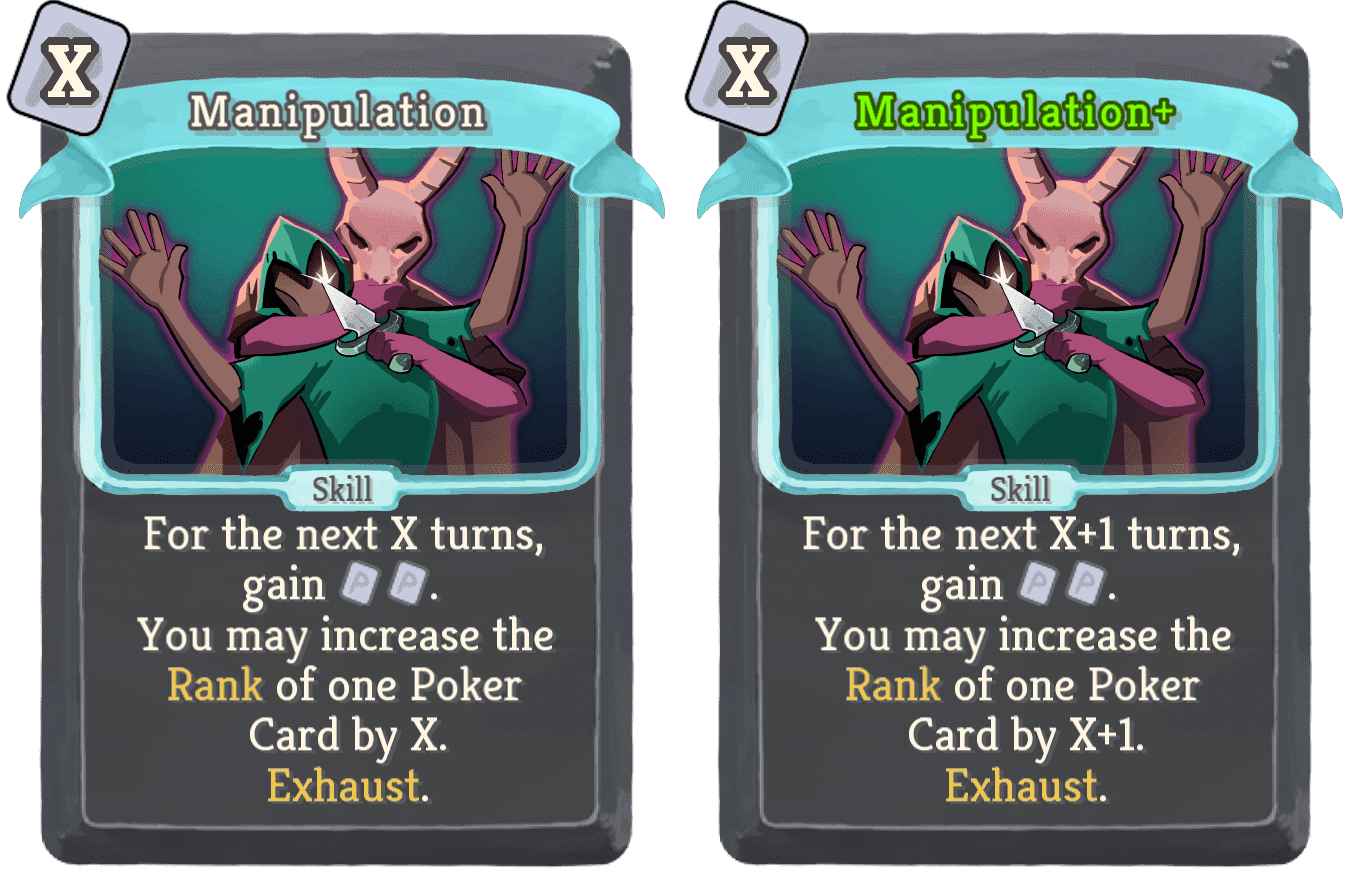 X
Manipulation
Skill
For the next X turns,
gain P P.
You may increase the
Rank of one Poker
Card by X.
Exhaust.
X
Manipulation+
Skill
For the next X+1 turns,
gain P P.
You may increase the
Rank of one Poker
Card by X+1.
Exhaust.